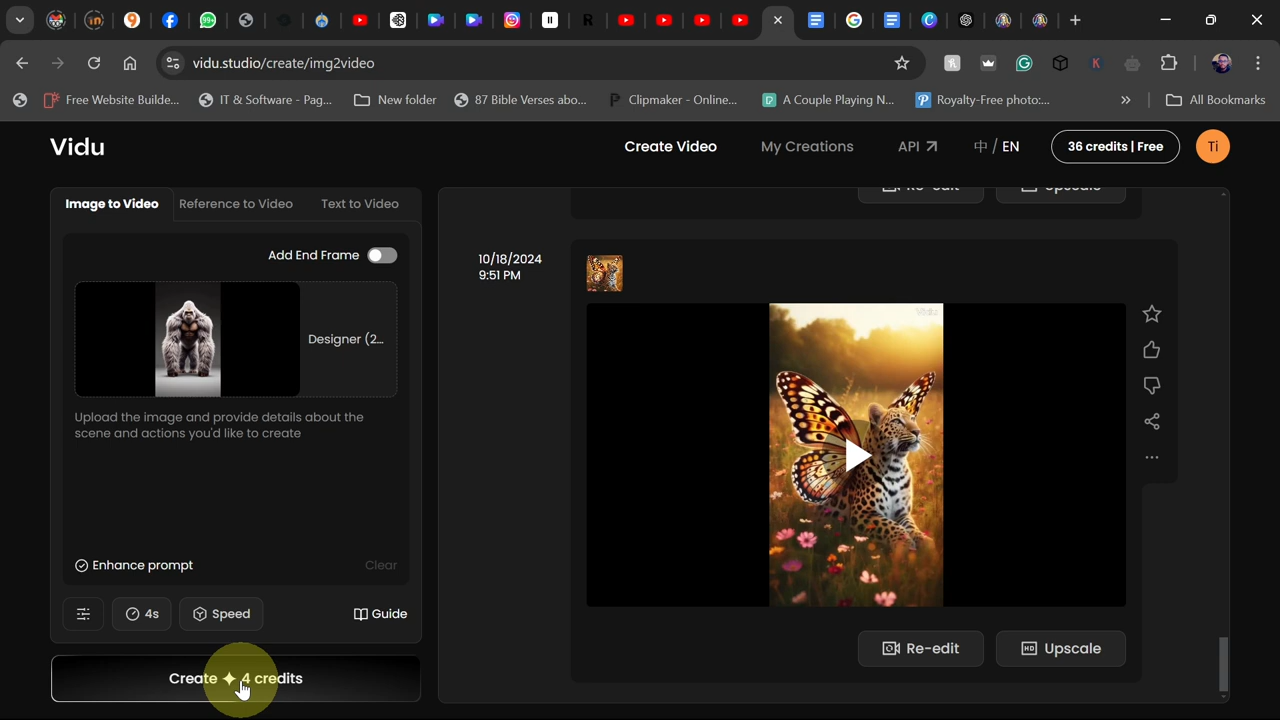 99+
vidu.studio/create/img2video
Free Website Builde...
IT & Software - Pag...
New folder
87 Bible Verses abo...
Clipmaker - Online...
A Couple Playing N...
Royalty-Free photo:...
»
All Bookmarks
Vidu
Create Video
My Creations
API
中 / EN
36 credits | Free
Ti
Image to Video
Reference to Video
Text to Video
Add End Frame
Designer (2...
Upload the image and provide details about the
scene and actions you'd like to create
Enhance prompt
Clear
4s
Speed
Guide
Create 4 credits
Re-edit
Upscale
10/18/2024
9:51 PM
Vidu
Re-edit
HD Upscale